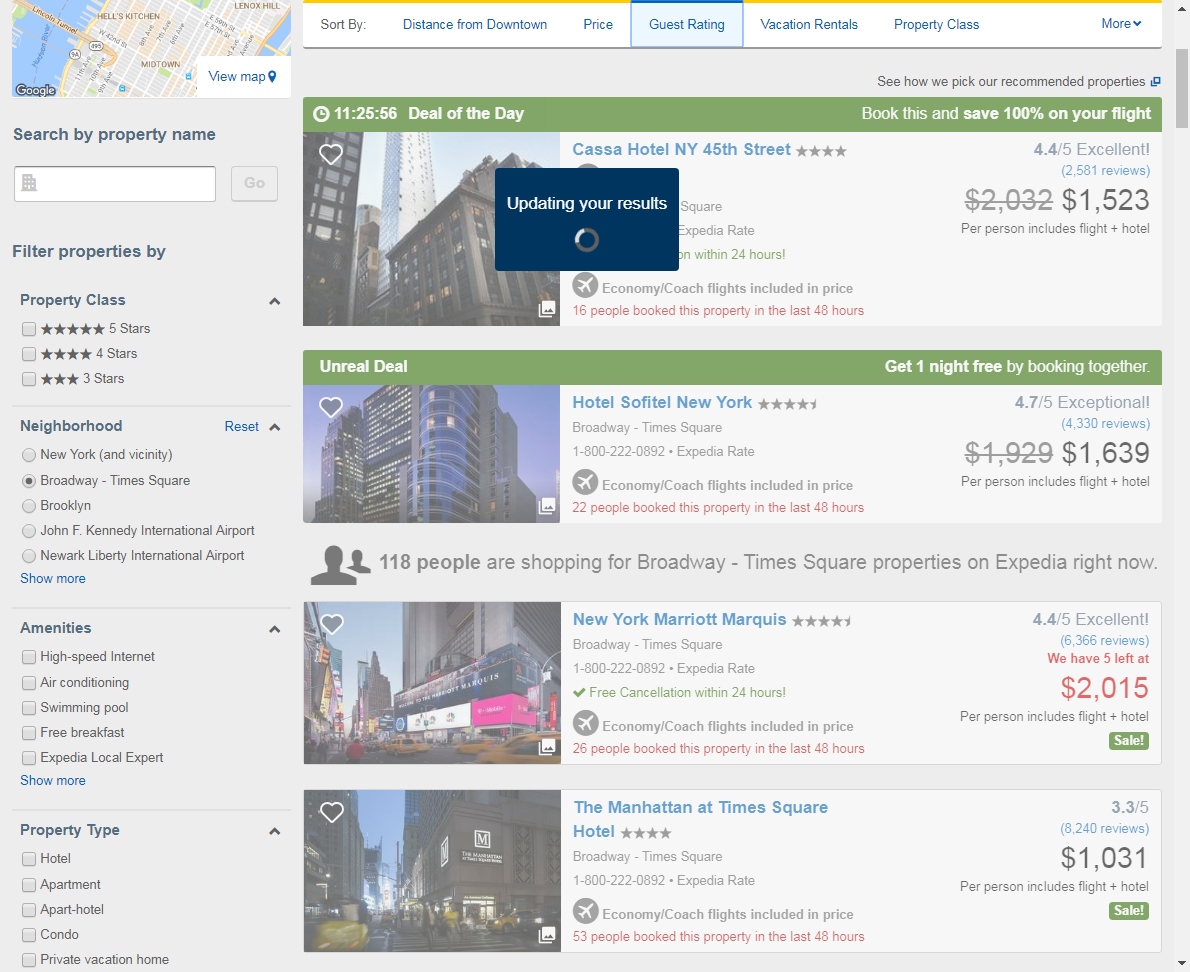 LENOX HILL
HELL'S KITCHEN
Lincoln Tunnel
W 42nd St
495
9A
MIDTOWN
View map
Google
Sort By:
Distance from Downtown
Price
Guest Rating
Vacation Rentals
Property Class
More
See how we pick our recommended properties
Search by property name
Go
Filter properties by
Property Class
5 Stars
4 Stars
3 Stars
Neighborhood
Reset
New York (and vicinity)
Broadway - Times Square
Brooklyn
John F. Kennedy International Airport
Newark Liberty International Airport
Show more
Amenities
High-speed Internet
Air conditioning
Swimming pool
Free breakfast
Expedia Local Expert
Show more
Property Type
Hotel
Apartment
Apart-hotel
Condo
Private vacation home
11:25:56 Deal of the Day
Book this and save 100% on your flight
Cassa Hotel NY 45th Street
4.4/5 Excellent!
(2,581 reviews)
Updating your results
Square
$2,032 $1,523
Expedia Rate
Per person includes flight + hotel
on within 24 hours!
Economy/Coach flights included in price
16 people booked this property in the last 48 hours
Unreal Deal
Get 1 night free by booking together.
Hotel Sofitel New York
4.7/5 Exceptional!
Broadway - Times Square
(4,330 reviews)
1-800-222-0892 • Expedia Rate
$1,929 $1,639
Economy/Coach flights included in price
Per person includes flight + hotel
22 people booked this property in the last 48 hours
118 people are shopping for Broadway - Times Square properties on Expedia right now.
MARRIOTT MARQUIS
T-Mobile
New York Marriott Marquis
4.4/5 Excellent!
Broadway - Times Square
(6,366 reviews)
We have 5 left at
1-800-222-0892 • Expedia Rate
$2,015
Free Cancellation within 24 hours!
Per person includes flight + hotel
Economy/Coach flights included in price
Sale!
26 people booked this property in the last 48 hours
M
THE MANHATTAN
AT TIMES SQUARE HOTEL
The Manhattan at Times Square
Hotel
3.3/5
(8,240 reviews)
Broadway - Times Square
$1,031
1-800-222-0892 • Expedia Rate
Per person includes flight + hotel
Economy/Coach flights included in price
Sale!
53 people booked this property in the last 48 hours